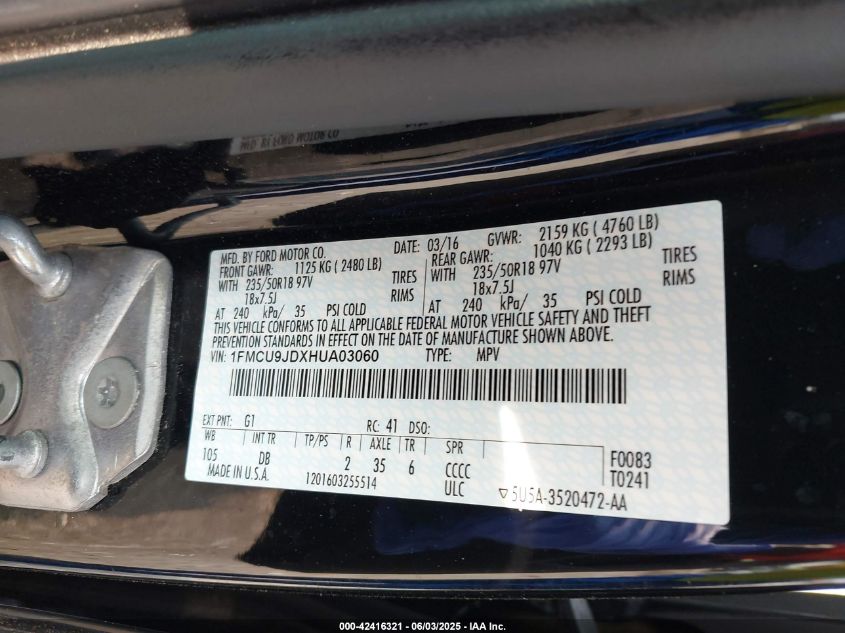 MFD. BY FORD MOTOR CO.
MFD. BY FORD MOTOR CO. DATE: 03/16 GVWR: 2159 KG ( 4760 LB)
FRONT GAWR: 1125 KG ( 2480 LB) REAR GAWR: 1040 KG ( 2293 LB)
WITH 235/50R18 97V TIRES WITH 235/50R18 97V TIRES
18x7.5J RIMS 18x7.5J RIMS
AT 240 kPa/ 35 PSI COLD AT 240 kPa/ 35 PSI COLD
THIS VEHICLE CONFORMS TO ALL APPLICABLE FEDERAL MOTOR VEHICLE SAFETY AND THEFT
PREVENTION STANDARDS IN EFFECT ON THE DATE OF MANUFACTURE SHOWN ABOVE.
VIN: 1FMCU9JDXHUA03060 TYPE: MPV
EXT PNT: G1 RC: 41 DSO:
WB INT TR TP/PS R AXLE TR SPR F0083
105 DB 2 35 6 CCCC T0241
MADE IN U.S.A. 1201603255514 ULC 5U5A-3520472-AA
000-42416321 - 06/03/2025 - IAA Inc.